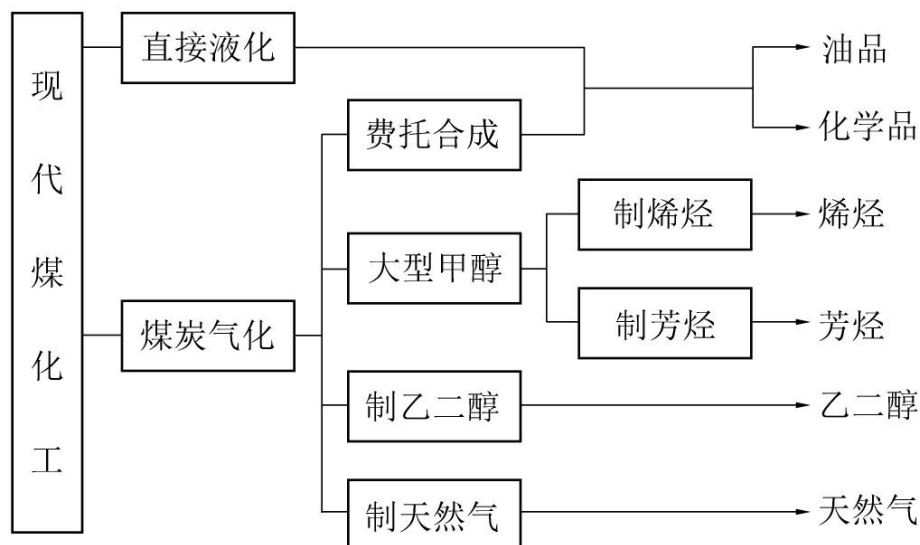 现代煤化工
直接液化
油品
费托合成
化学品
制烯烃
烯烃
大型甲醇
煤炭气化
制芳烃
芳烃
制乙二醇
乙二醇
制天然气
天然气